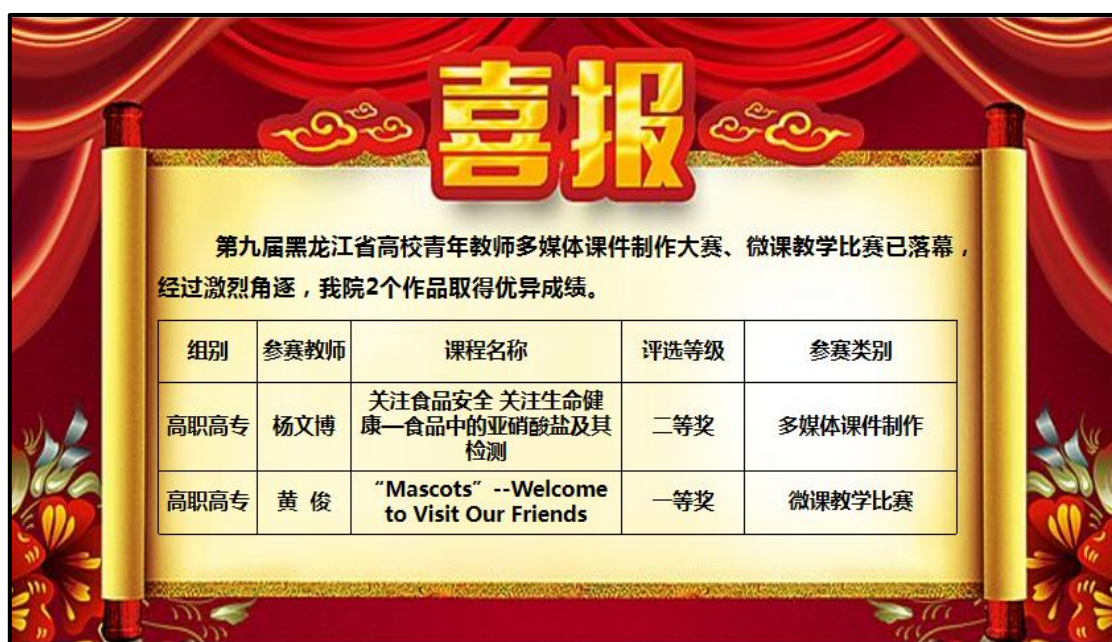 喜报
第九届黑龙江省高校青年教师多媒体课件制作大赛、微课教学比赛已落幕，
经过激烈角逐，我院2个作品取得优异成绩。
组别 参赛教师 课程名称 评选等级 参赛类别
高职高专 杨文博 关注食品安全 关注生命健
康—食品中的亚硝酸盐及其
检测 二等奖 多媒体课件制作
高职高专 黄 俊 “Mascots” --Welcome
to Visit Our Friends 一等奖 微课教学比赛